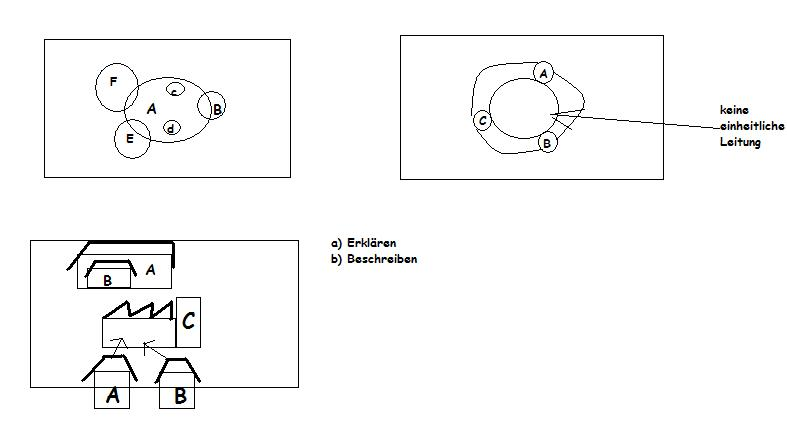 F
c
A
B
d
E
A
C
B
keine
einheitliche
Leitung
A
B
C
A
B
a) Erklären
b) Beschreiben